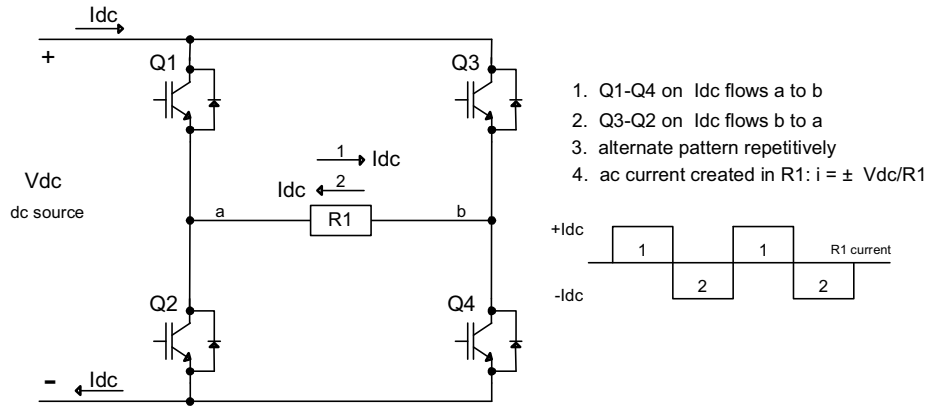 Idc
+
Q1
Q3
1. Q1-Q4 on Idc flows a to b
2. Q3-Q2 on Idc flows b to a
3. alternate pattern repetitively
4. ac current created in R1: i = ± Vdc/R1
1
Idc
Idc
2
Vdc
dc source
a
R1
b
+Idc
1
1
R1 current
2
2
-Idc
Q2
Q4
-
Idc